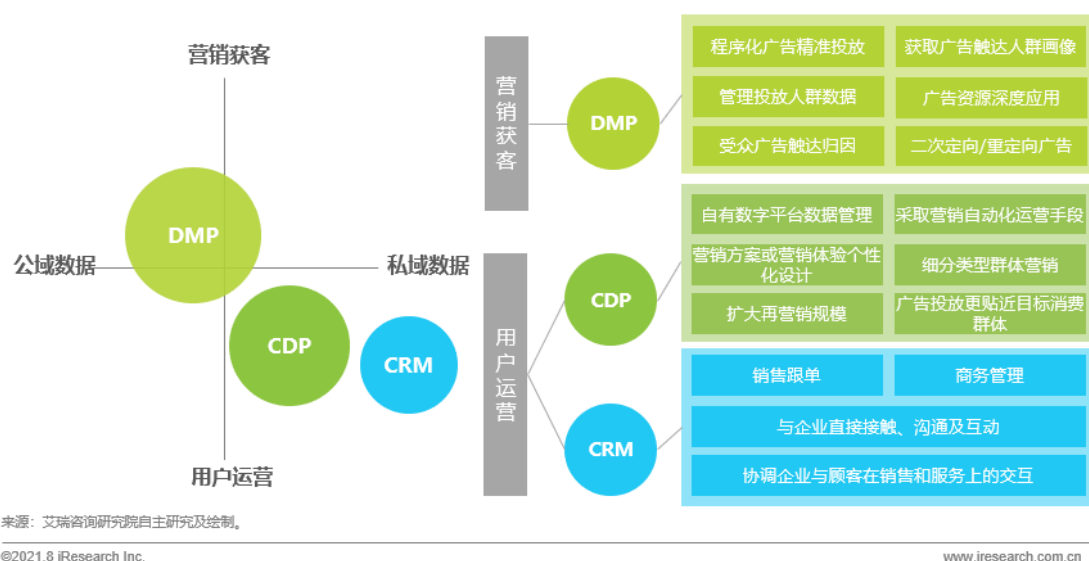 营销获客
公域数据
私域数据
用户运营
DMP
CDP
CRM
营销获客
DMP
程序化广告精准投放
获取广告触达人群画像
管理投放人群数据
广告资源深度应用
受众广告触达归因
二次定向/重定向广告
用户运营
CDP
自有数字平台数据管理
采取营销自动化运营手段
营销方案或营销体验个性
化设计
细分类型群体营销
扩大再营销规模
广告投放更贴近目标消费
群体
CRM
销售跟单
商务管理
与企业直接接触、沟通及互动
协调企业与顾客在销售和服务上的交互
来源：艾瑞咨询研究院自主研究及绘制。
©2021.8 iResearch Inc.
www.iresearch.com.cn